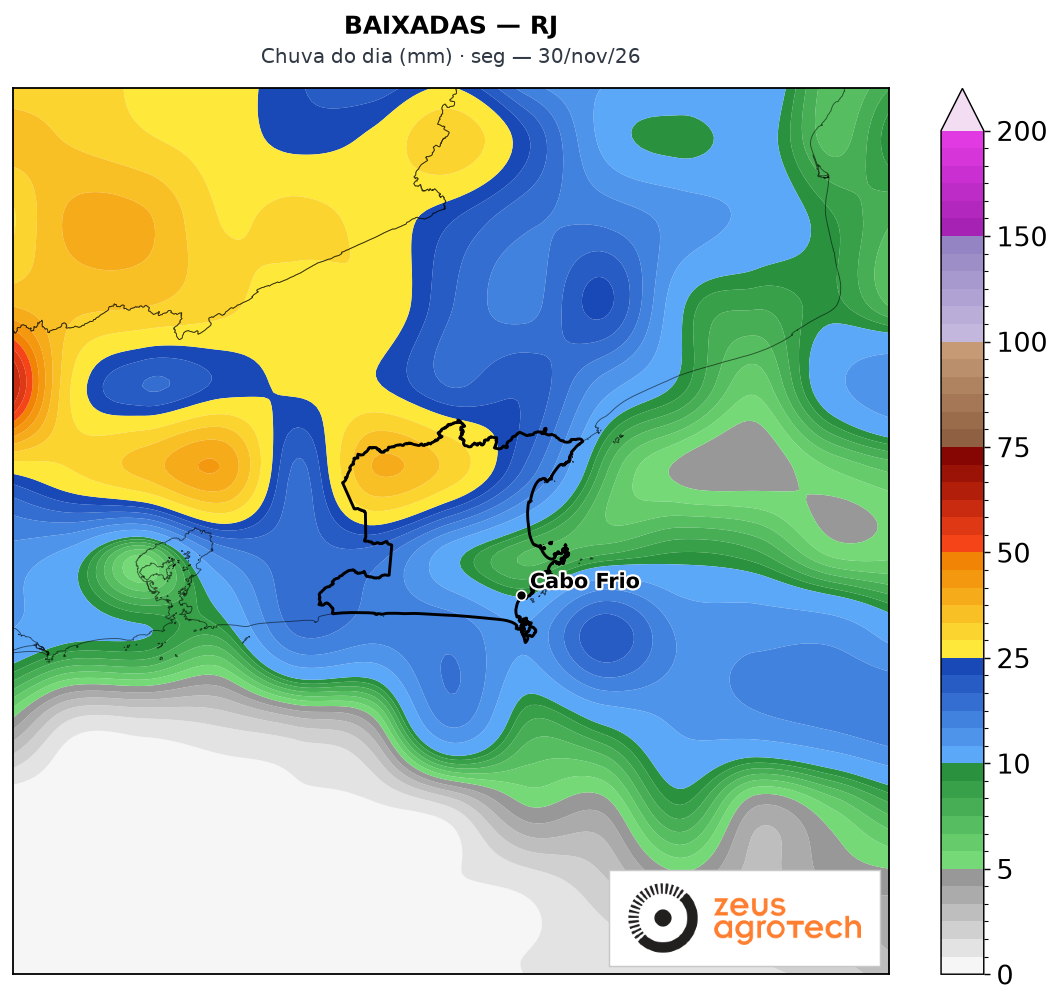 BAIXADAS — RJ
Chuva do dia (mm) · seg — 30/nov/26
200
150
100
75
50
25
10
5
0
Cabo Frio
zeus
agrotech